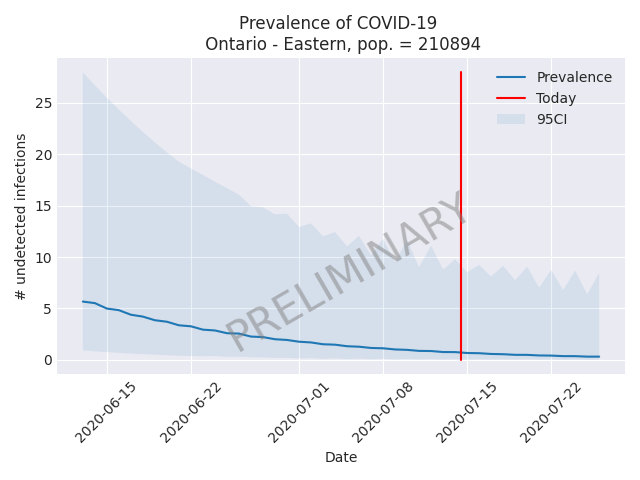 Prevalence of COVID-19
Ontario - Eastern, pop. = 210894
Prevalence
Today
95CI
# undetected infections
25
20
15
10
5
0
PRELIMINARY
2020-06-15
2020-06-22
2020-07-01
2020-07-08
2020-07-15
2020-07-22
Date